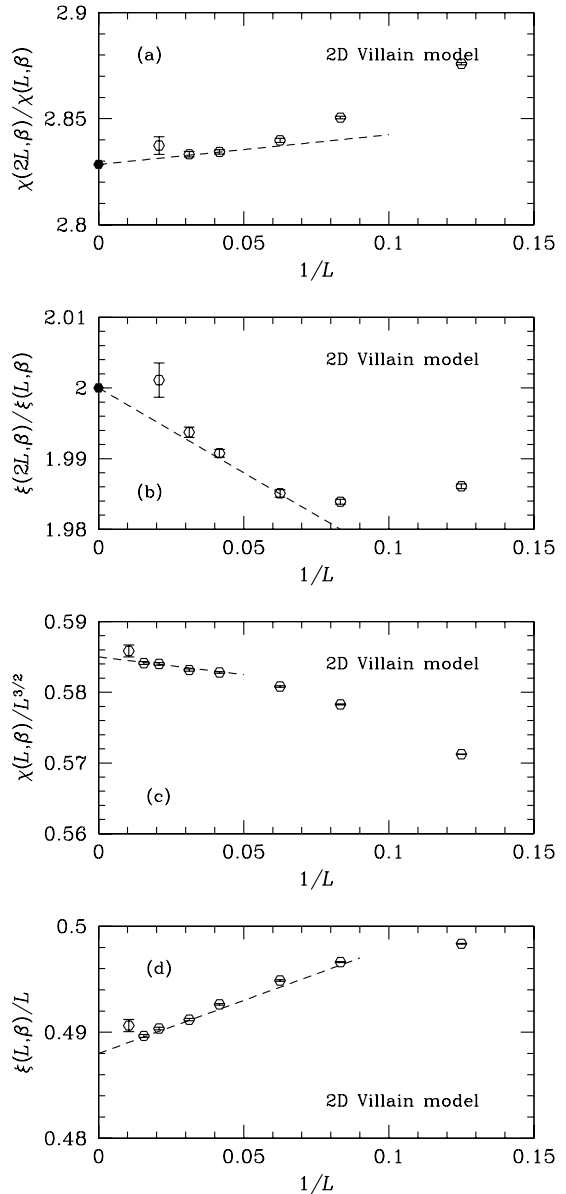 2.9
(a)
2D Villain model
2.85
χ(2L,β)/χ(L,β)
2.8
0
0.05
0.1
0.15
1/L
2.01
2D Villain model
2
ξ(2L,β)/ξ(L,β)
1.99
(b)
1.98
0
0.05
0.1
0.15
1/L
0.59
2D Villain model
0.58
χ(L,β)/L^{3/2}
0.57
(c)
0.56
0
0.05
0.1
0.15
1/L
0.5
(d)
0.49
ξ(L,β)/L
2D Villain model
0.48
0
0.05
0.1
0.15
1/L